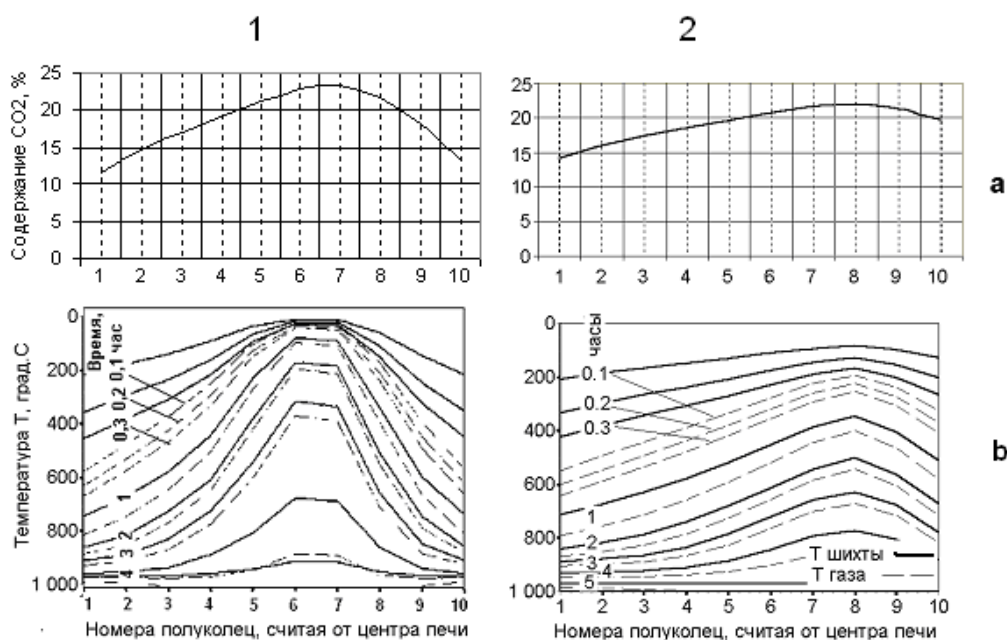 1
2
Содержание CO2, %
25
20
15
10
5
0
1 2 3 4 5 6 7 8 9 10
25
20
15
10
5
0
1 2 3 4 5 6 7 8 9 10
a
Температура T, град.С
0
200
400
600
800
1 000
Время,
0,1 час
0,2
0,3
1
2
3
4
1 2 3 4 5 6 7 8 9 10
Номера полуколец, считая от центра печи
0
200
400
600
800
1 000
часы
0.1
0.2
0.3
1
2
3
4
5
Т шихты
Т газа
1 2 3 4 5 6 7 8 9 10
Номера полуколец, считая от центра печи
b